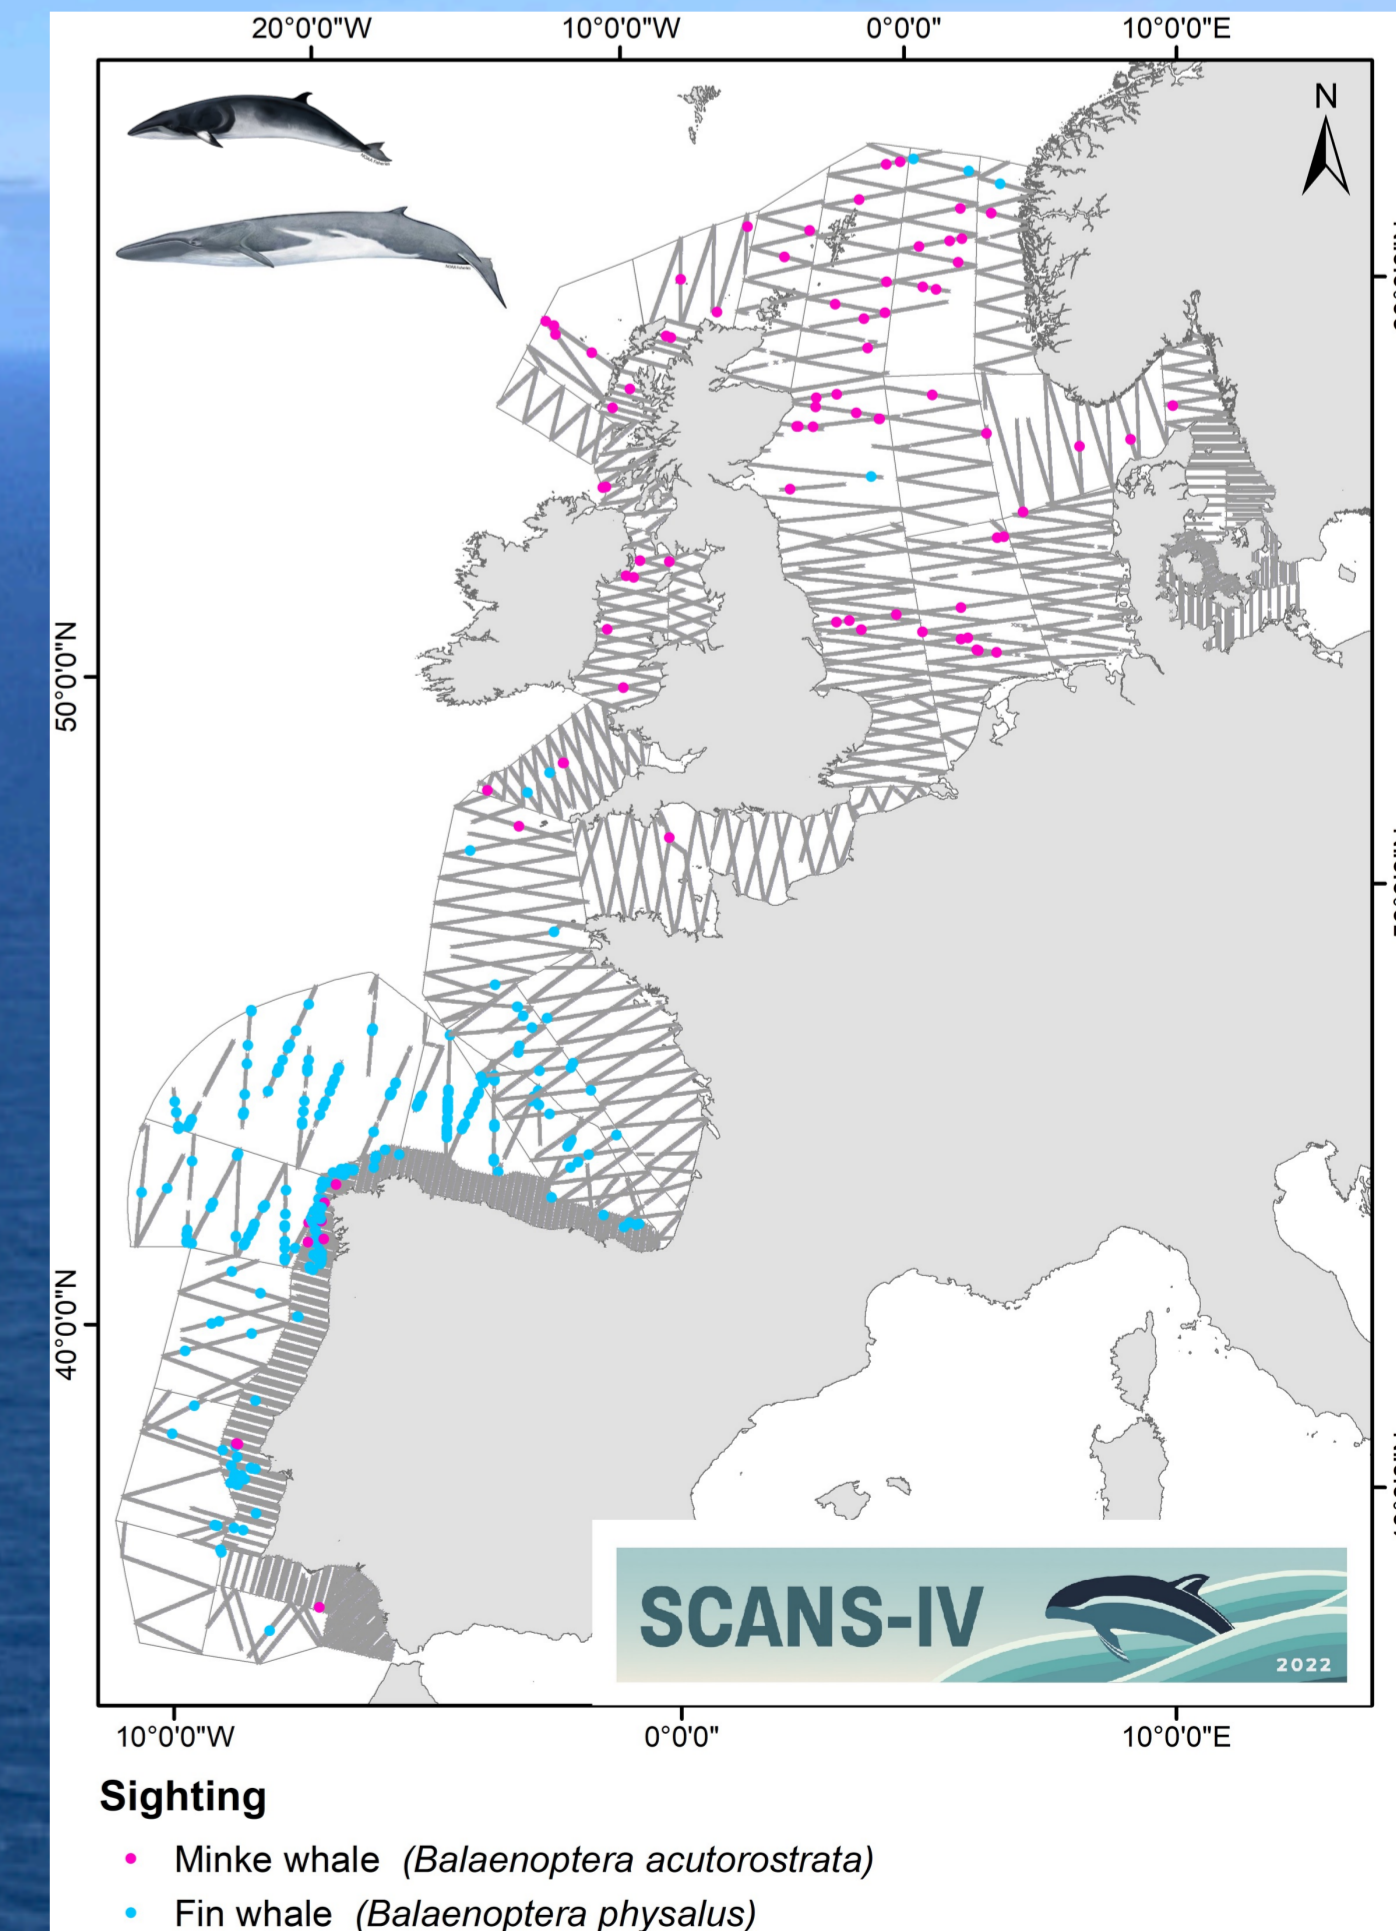 20°0'0"W 10°0'0"W 0°0'0" 10°0'0"E
N
50°0'0"N
40°0'0"N
SCANS-IV
2022
10°0'0"W 0°0'0" 10°0'0"E
Sighting
Minke whale (Balaenoptera acutorostrata)
Fin whale (Balaenoptera physalus)